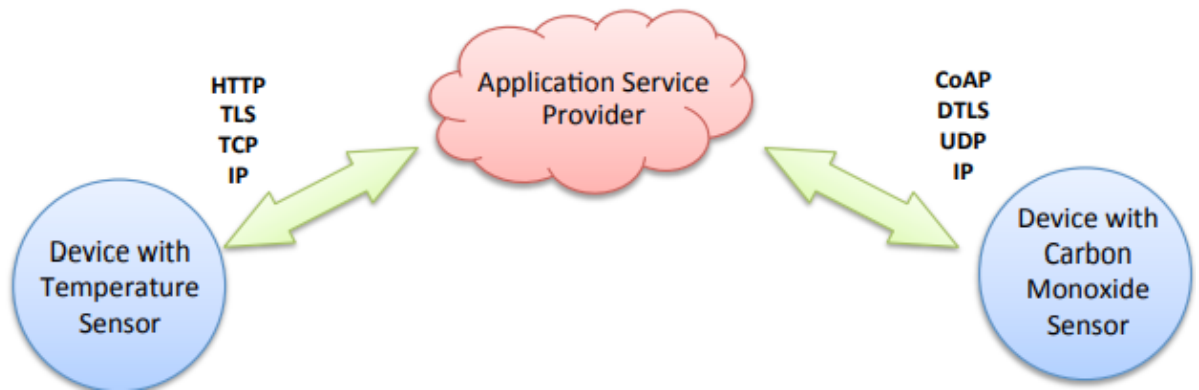 Application Service
Provider
HTTP
TLS
TCP
IP
CoAP
DTLS
UDP
IP
Device with
Temperature
Sensor
Device with
Carbon
Monoxide
Sensor